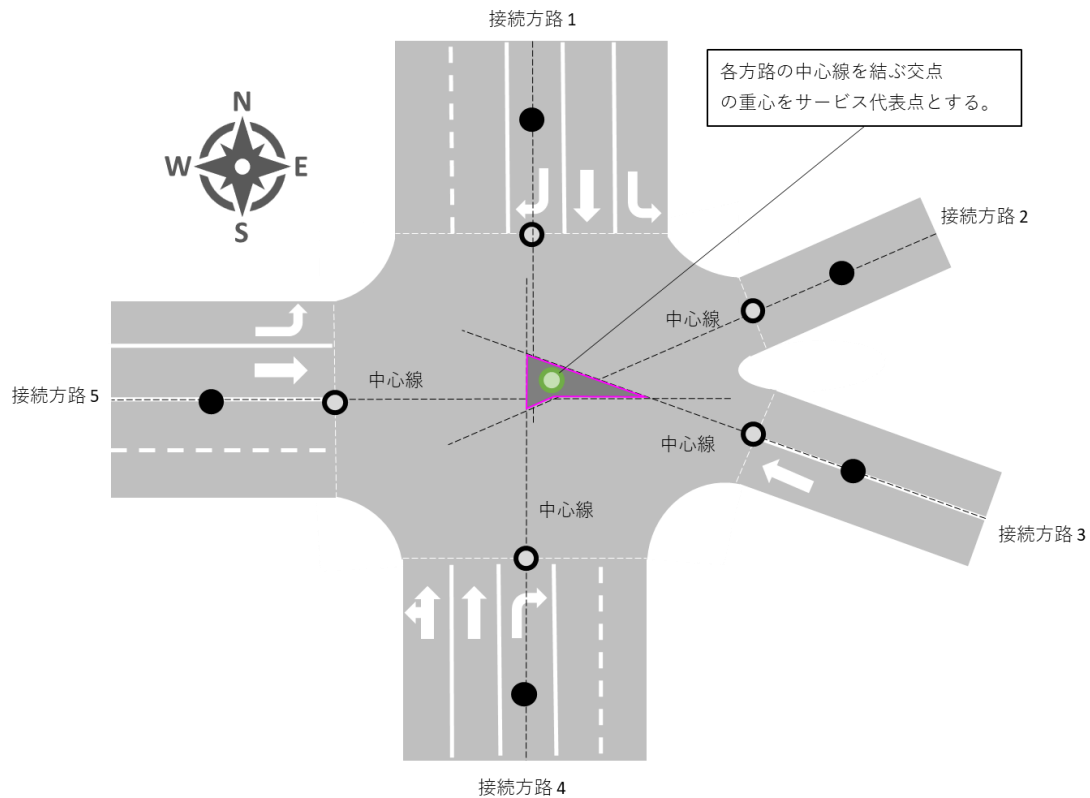 接続方路 1
各方路の中心線を結ぶ交点
の重心をサービス代表点とする。
N
W
E
S
接続方路 2
中心線
中心線
接続方路 5
中心線
中心線
接続方路 3
接続方路 4